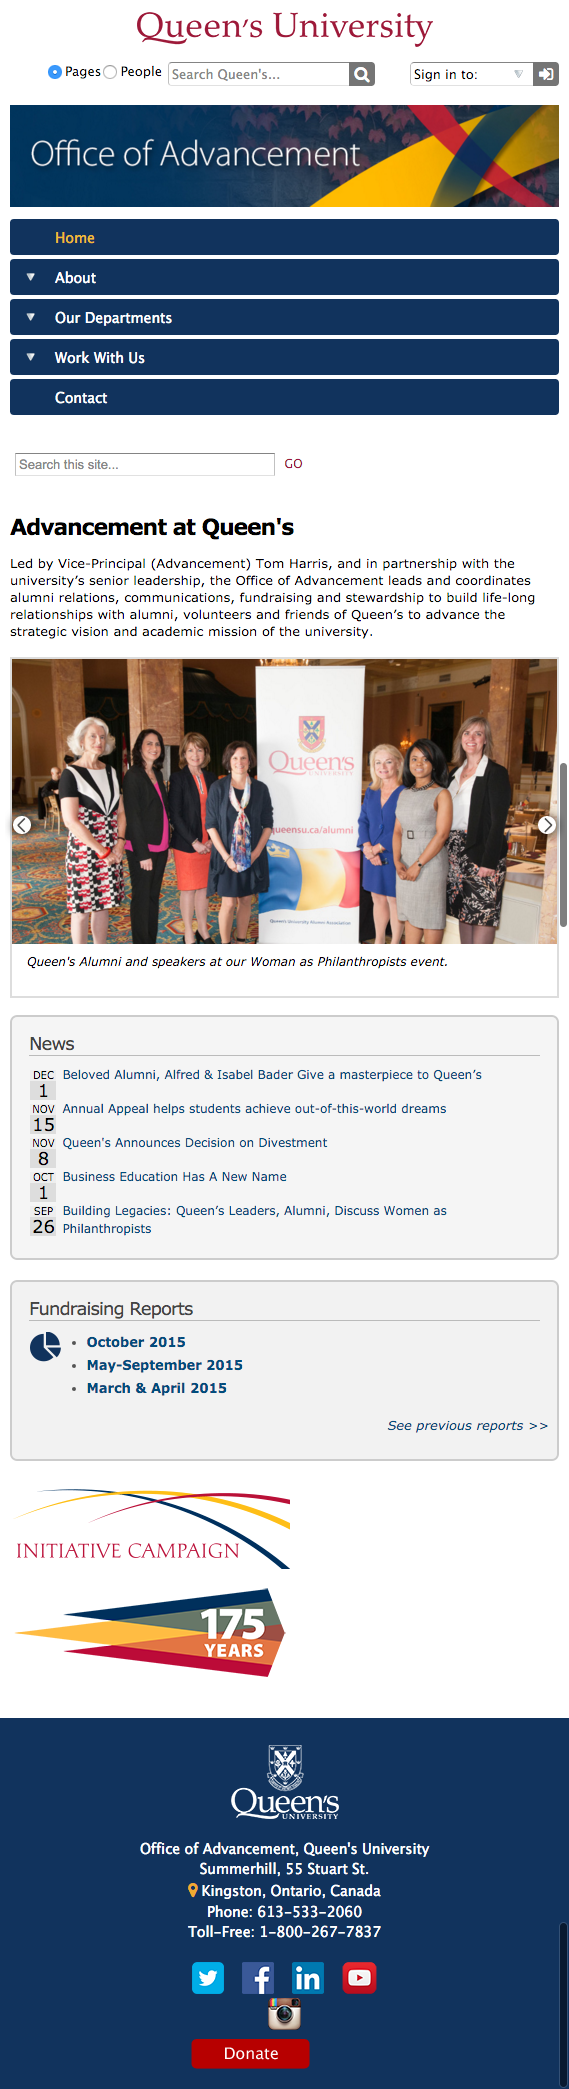 Queen's University
Pages People Search Queen's... Sign in to:
Office of Advancement
Home
About
Our Departments
Work With Us
Contact
Search this site... GO
Advancement at Queen's
Led by Vice-Principal (Advancement) Tom Harris, and in partnership with the
university's senior leadership, the Office of Advancement leads and coordinates
alumni relations, communications, fundraising and stewardship to build life-long
relationships with alumni, volunteers and friends of Queen's to advance the
strategic vision and academic mission of the university.
Queen's
UNIVERSITY
queensu.ca/alumni
Queen's University Alumni Association
Queen's Alumni and speakers at our Woman as Philanthropists event.
News
DEC 1 Beloved Alumni, Alfred & Isabel Bader Give a masterpiece to Queen's
NOV 15 Annual Appeal helps students achieve out-of-this-world dreams
NOV 8 Queen's Announces Decision on Divestment
OCT 1 Business Education Has A New Name
SEP 26 Building Legacies: Queen's Leaders, Alumni, Discuss Women as
Philanthropists
Fundraising Reports
• October 2015
• May-September 2015
• March & April 2015
See previous reports >>
INITIATIVE CAMPAIGN
175
YEARS
Queen's
UNIVERSITY
Office of Advancement, Queen's University
Summerhill, 55 Stuart St.
Kingston, Ontario, Canada
Phone: 613-533-2060
Toll-Free: 1-800-267-7837
Donate